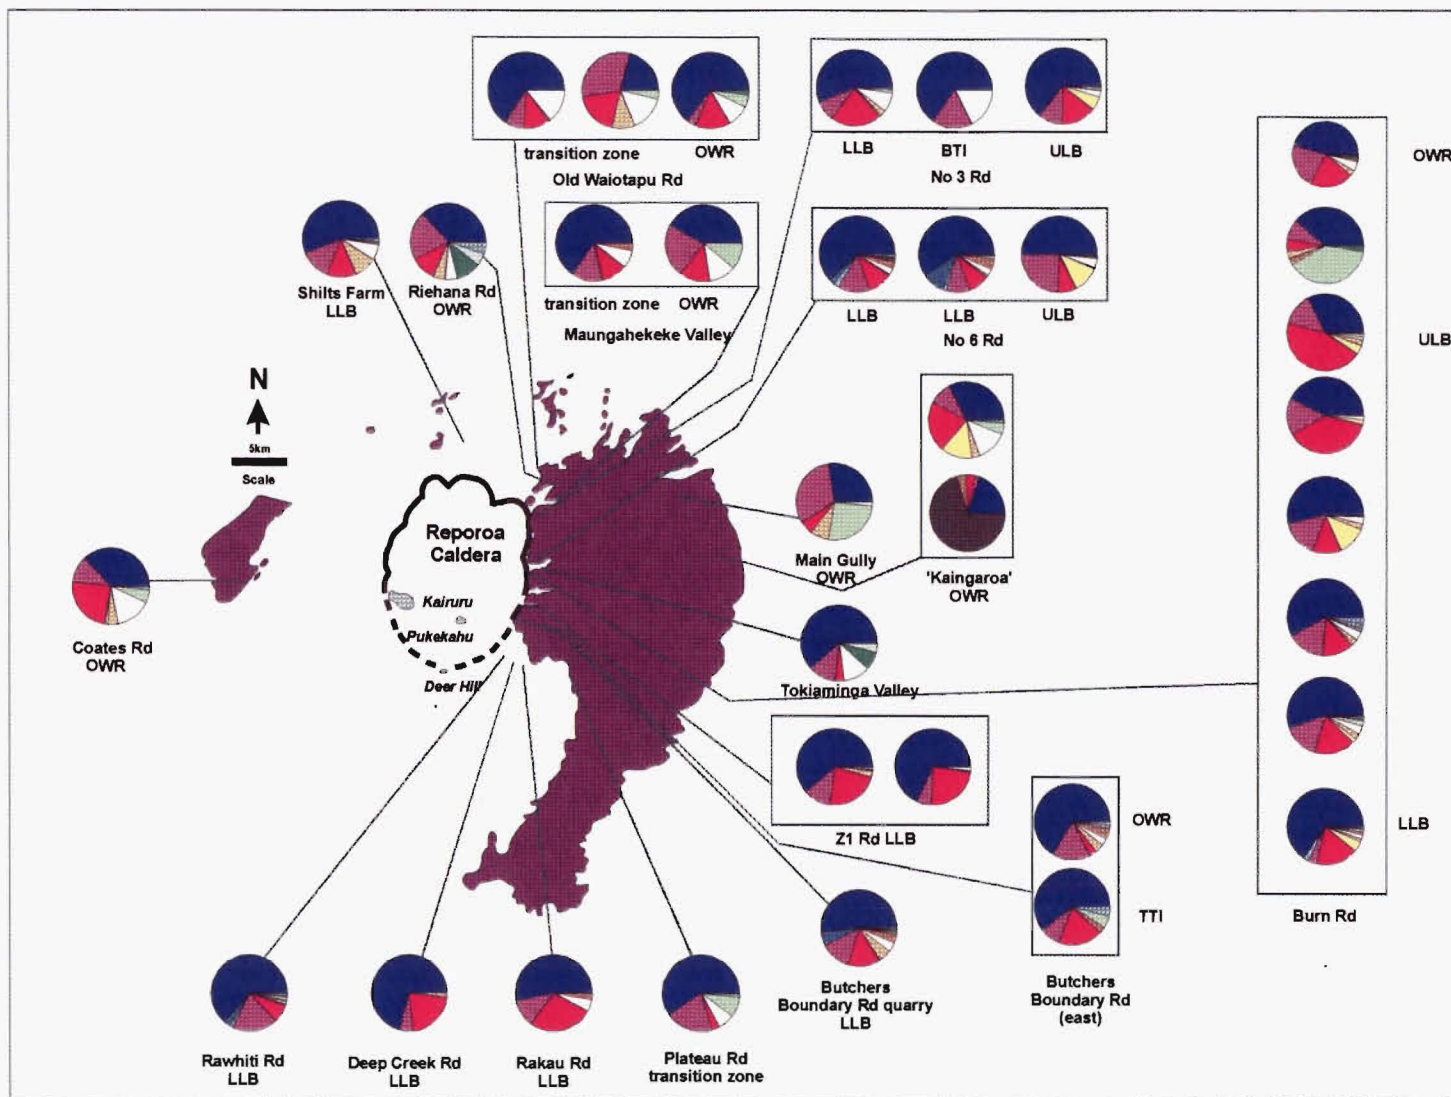 transition zone OWR
Old Waiotapu Rd
LLB BTI ULB
No 3 Rd
OWR
Shilts Farm
LLB
Riehana Rd
OWR
transition zone OWR
Maungahekeke Valley
LLB LLB ULB
No 6 Rd
ULB
N
5km
Scale
Reporoa
Caldera
Kairuru
Pukekahu
Deer Hill
Coates Rd
OWR
Main Gully
OWR
'Kaingaroa'
OWR
Tokiaminga Valley
Z1 Rd LLB
OWR
TTI
LLB
Burn Rd
Butchers
Boundary Rd quarry
LLB
Butchers
Boundary Rd
(east)
Rawhiti Rd
LLB
Deep Creek Rd
LLB
Rakau Rd
LLB
Plateau Rd
transition zone